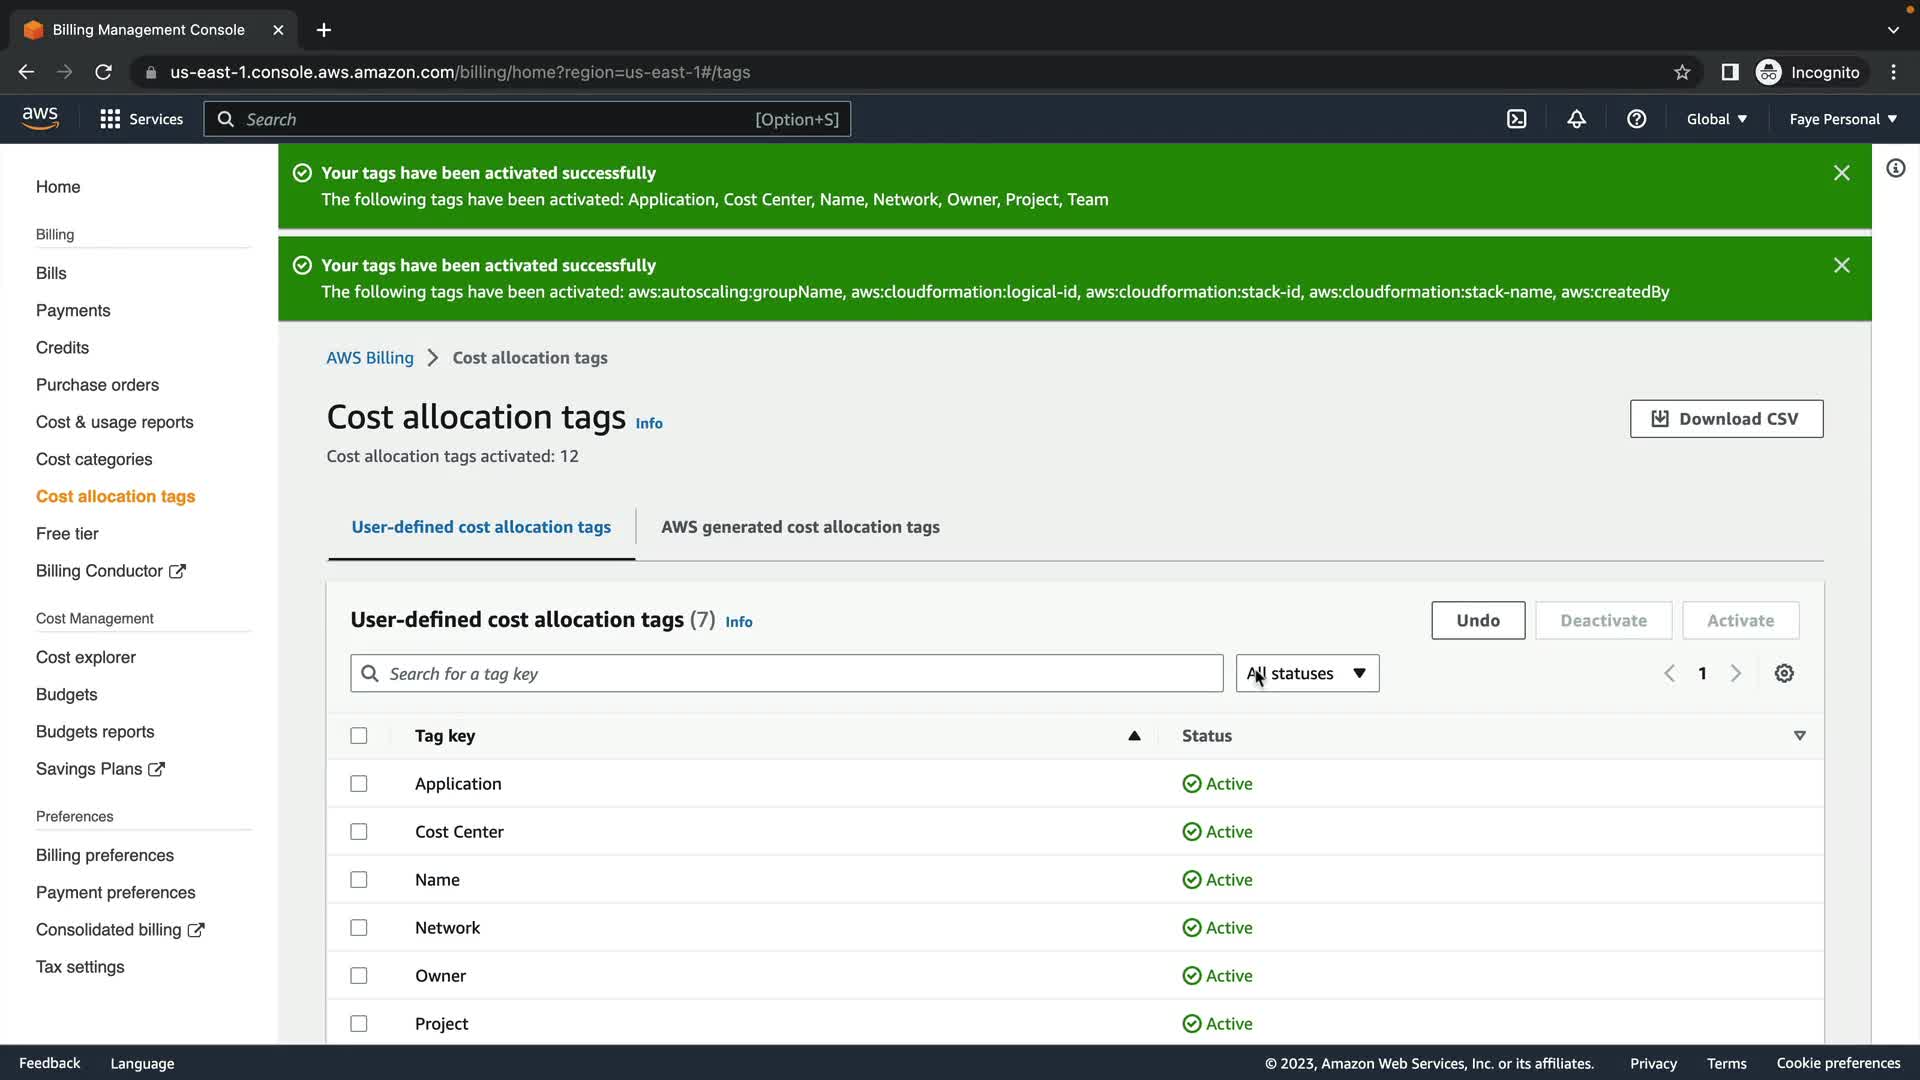 Billing Management Console
us-east-1.console.aws.amazon.com/billing/home?region=us-east-1#/tags
Incognito
aws
Services
Search
[Option+S]
Global
Faye Personal
Home
Billing
Bills
Payments
Credits
Purchase orders
Cost & usage reports
Cost categories
Cost allocation tags
Free tier
Billing Conductor
Cost Management
Cost explorer
Budgets
Budgets reports
Savings Plans
Preferences
Billing preferences
Payment preferences
Consolidated billing
Tax settings
Your tags have been activated successfully
The following tags have been activated: Application, Cost Center, Name, Network, Owner, Project, Team
Your tags have been activated successfully
The following tags have been activated: aws:autoscaling:groupName, aws:cloudformation:logical-id, aws:cloudformation:stack-id, aws:cloudformation:stack-name, aws:createdBy
AWS Billing
Cost allocation tags
Cost allocation tags Info
Download CSV
Cost allocation tags activated: 12
User-defined cost allocation tags
AWS generated cost allocation tags
User-defined cost allocation tags (7) Info
Undo
Deactivate
Activate
Search for a tag key
All statuses
1
Tag key
Status
Application
Active
Cost Center
Active
Name
Active
Network
Active
Owner
Active
Project
Active
Feedback
Language
© 2023, Amazon Web Services, Inc. or its affiliates.
Privacy
Terms
Cookie preferences